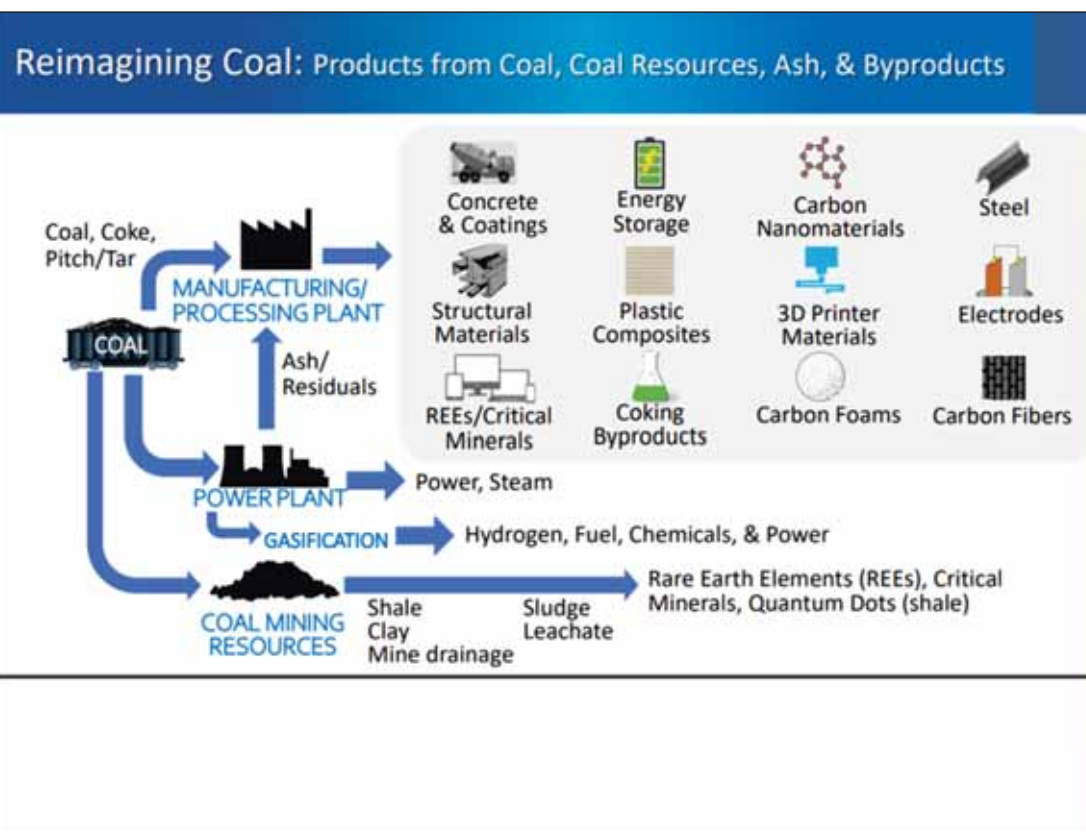 Reimagining Coal: Products from Coal, Coal Resources, Ash, & Byproducts
Coal, Coke,
Pitch/Tar
MANUFACTURING/
PROCESSING PLANT
COAL
Ash/
Residuals
Concrete
& Coatings
Energy
Storage
Carbon
Nanomaterials
Steel
Structural
Materials
Plastic
Composites
3D Printer
Materials
Electrodes
REEs/Critical
Minerals
Coking
Byproducts
Carbon Foams
Carbon Fibers
POWER PLANT
Power, Steam
GASIFICATION
Hydrogen, Fuel, Chemicals, & Power
COAL MINING
RESOURCES
Shale
Clay
Mine drainage
Sludge
Leachate
Rare Earth Elements (REEs), Critical
Minerals, Quantum Dots (shale)